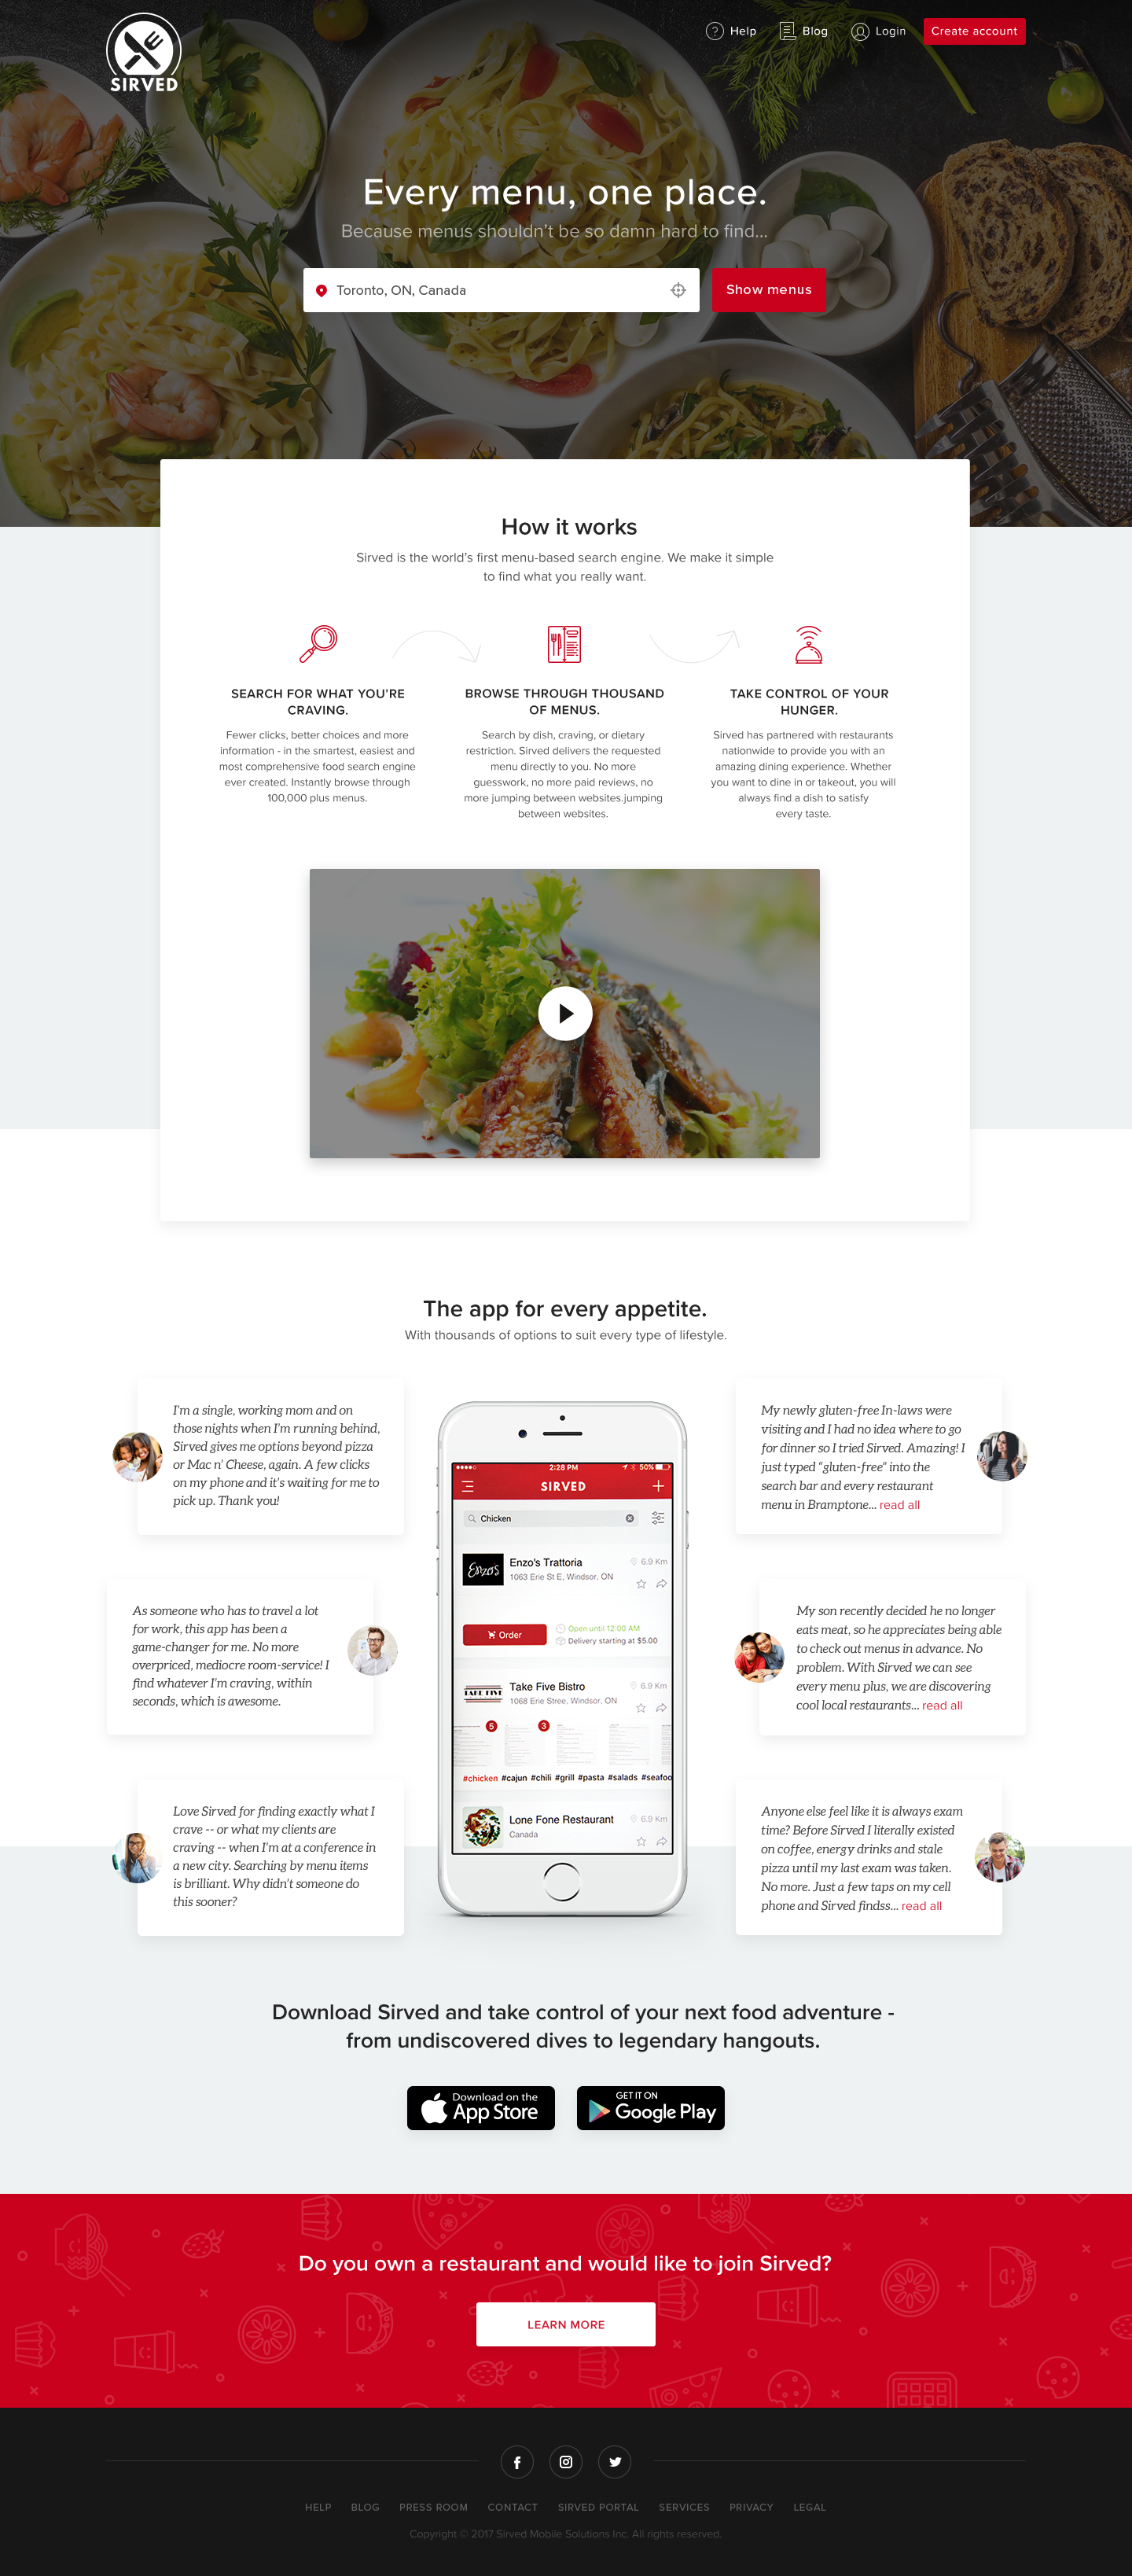 SIRVED
Help
Blog
Login
Create account
Every menu, one place.
Because menus shouldn't be so damn hard to find...
Toronto, ON, Canada
Show menus
How it works
Sirved is the world's first menu-based search engine. We make it simple
to find what you really want.
SEARCH FOR WHAT YOU'RE
CRAVING.
Fewer clicks, better choices and more
information - in the smartest, easiest and
most comprehensive food search engine
ever created. Instantly browse through
100,000 plus menus.
BROWSE THROUGH THOUSAND
OF MENUS.
Search by dish, craving, or dietary
restriction. Sirved delivers the requested
menu directly to you. No more
guesswork, no more paid reviews, no
more jumping between websites.jumping
between websites.
TAKE CONTROL OF YOUR
HUNGER.
Sirved has partnered with restaurants
nationwide to provide you with an
amazing dining experience. Whether
you want to dine in or takeout, you will
always find a dish to satisfy
every taste.
The app for every appetite.
With thousands of options to suit every type of lifestyle.
I'm a single, working mom and on
those nights when I'm running behind,
Sirved gives me options beyond pizza
or Mac n' Cheese, again. A few clicks
on my phone and it's waiting for me to
pick up. Thank you!
As someone who has to travel a lot
for work, this app has been a
game-changer for me. No more
overpriced, mediocre room-service! I
find whatever I'm craving, within
seconds, which is awesome.
Love Sirved for finding exactly what I
crave -- or what my clients are
craving -- when I'm at a conference in
a new city. Searching by menu items
is brilliant. Why didn't someone do
this sooner?
2:28 PM
50%
SIRVED
Chicken
Enzo's
Enzo's Trattoria
6.9 Km
1063 Erie St E, Windsor, ON
Order
Open until 12:00 AM
Delivery starting at $5.00
TAKE FIVE
Take Five Bistro
6.9 Km
1068 Erie Stree, Windsor, ON
5
3
#chicken #cajun #chili #grill #pasta #salads #seafoo
Lone Fone Restaurant
6.9 Km
Canada
My newly gluten-free In-laws were
visiting and I had no idea where to go
for dinner so I tried Sirved. Amazing! I
just typed "gluten-free" into the
search bar and every restaurant
menu in Bramptone... read all
My son recently decided he no longer
eats meat, so he appreciates being able
to check out menus in advance. No
problem. With Sirved we can see
every menu plus, we are discovering
cool local restaurants... read all
Anyone else feel like it is always exam
time? Before Sirved I literally existed
on coffee, energy drinks and stale
pizza until my last exam was taken.
No more. Just a few taps on my cell
phone and Sirved findss... read all
Download Sirved and take control of your next food adventure -
from undiscovered dives to legendary hangouts.
Download on the
App Store
GET IT ON
Google Play
Do you own a restaurant and would like to join Sirved?
LEARN MORE
HELP
BLOG
PRESS ROOM
CONTACT
SIRVED PORTAL
SERVICES
PRIVACY
LEGAL
Copyright © 2017 Sirved Mobile Solutions Inc. All rights reserved.